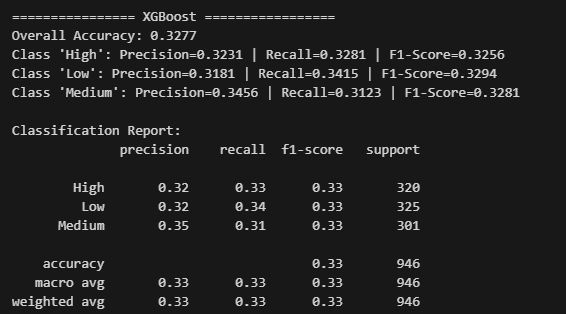 ================ XGBoost =================
Overall Accuracy: 0.3277
Class 'High': Precision=0.3231 | Recall=0.3281 | F1-Score=0.3256
Class 'Low': Precision=0.3181 | Recall=0.3415 | F1-Score=0.3294
Class 'Medium': Precision=0.3456 | Recall=0.3123 | F1-Score=0.3281
Classification Report:
precision recall f1-score support
High 0.32 0.33 0.33 320
Low 0.32 0.34 0.33 325
Medium 0.35 0.31 0.33 301
accuracy 0.33 946
macro avg 0.33 0.33 0.33 946
weighted avg 0.33 0.33 0.33 946